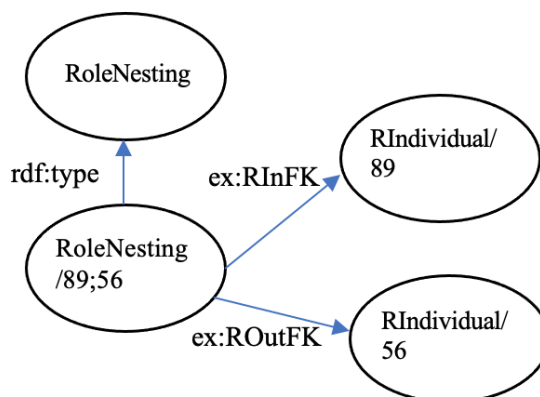 RoleNesting
rdf:type
ex:RInFK
RIndividual/
89
RoleNesting
/89;56
ex:ROutFK
RIndividual/
56